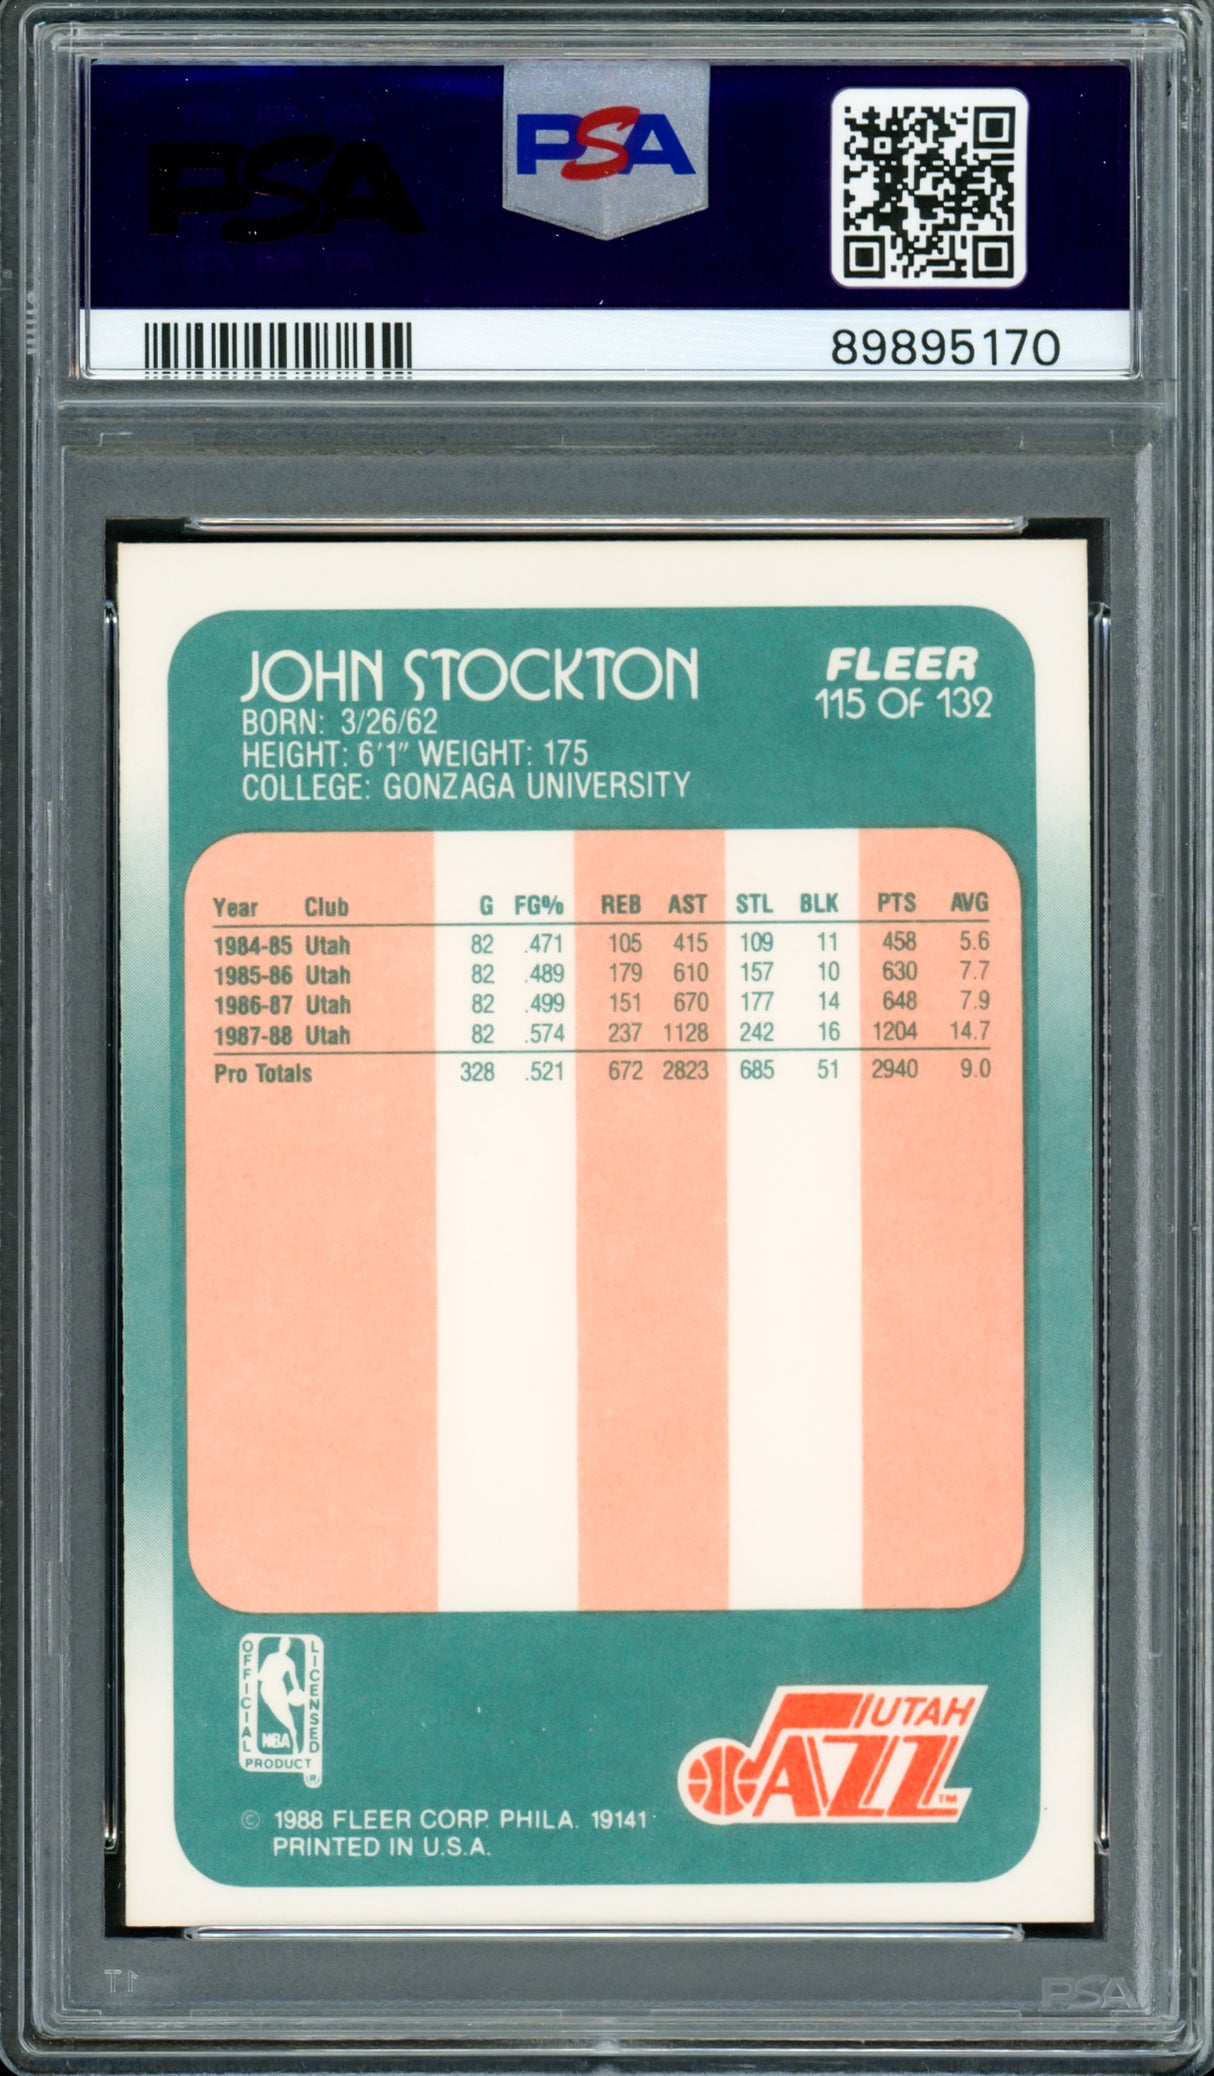 PSA
PSA
89895170
JOHN STOCKTON
FLEER
115 OF 132
BORN: 3/26/62
HEIGHT: 6'1" WEIGHT: 175
COLLEGE: GONZAGA UNIVERSITY
Year Club G FG% REB AST STL BLK PTS AVG
1984-85 Utah 82 .471 105 415 109 11 458 5.6
1985-86 Utah 82 .489 179 610 157 10 630 7.7
1986-87 Utah 82 .499 151 670 177 14 648 7.9
1987-88 Utah 82 .574 237 1128 242 16 1204 14.7
Pro Totals 328 .521 672 2823 685 51 2940 9.0
OFFICIAL
LICENSED
NBA
PRODUCT ®
UTAH
JAZZ ™
© 1988 FLEER CORP. PHILA. 19141
PRINTED IN U.S.A.
PSA